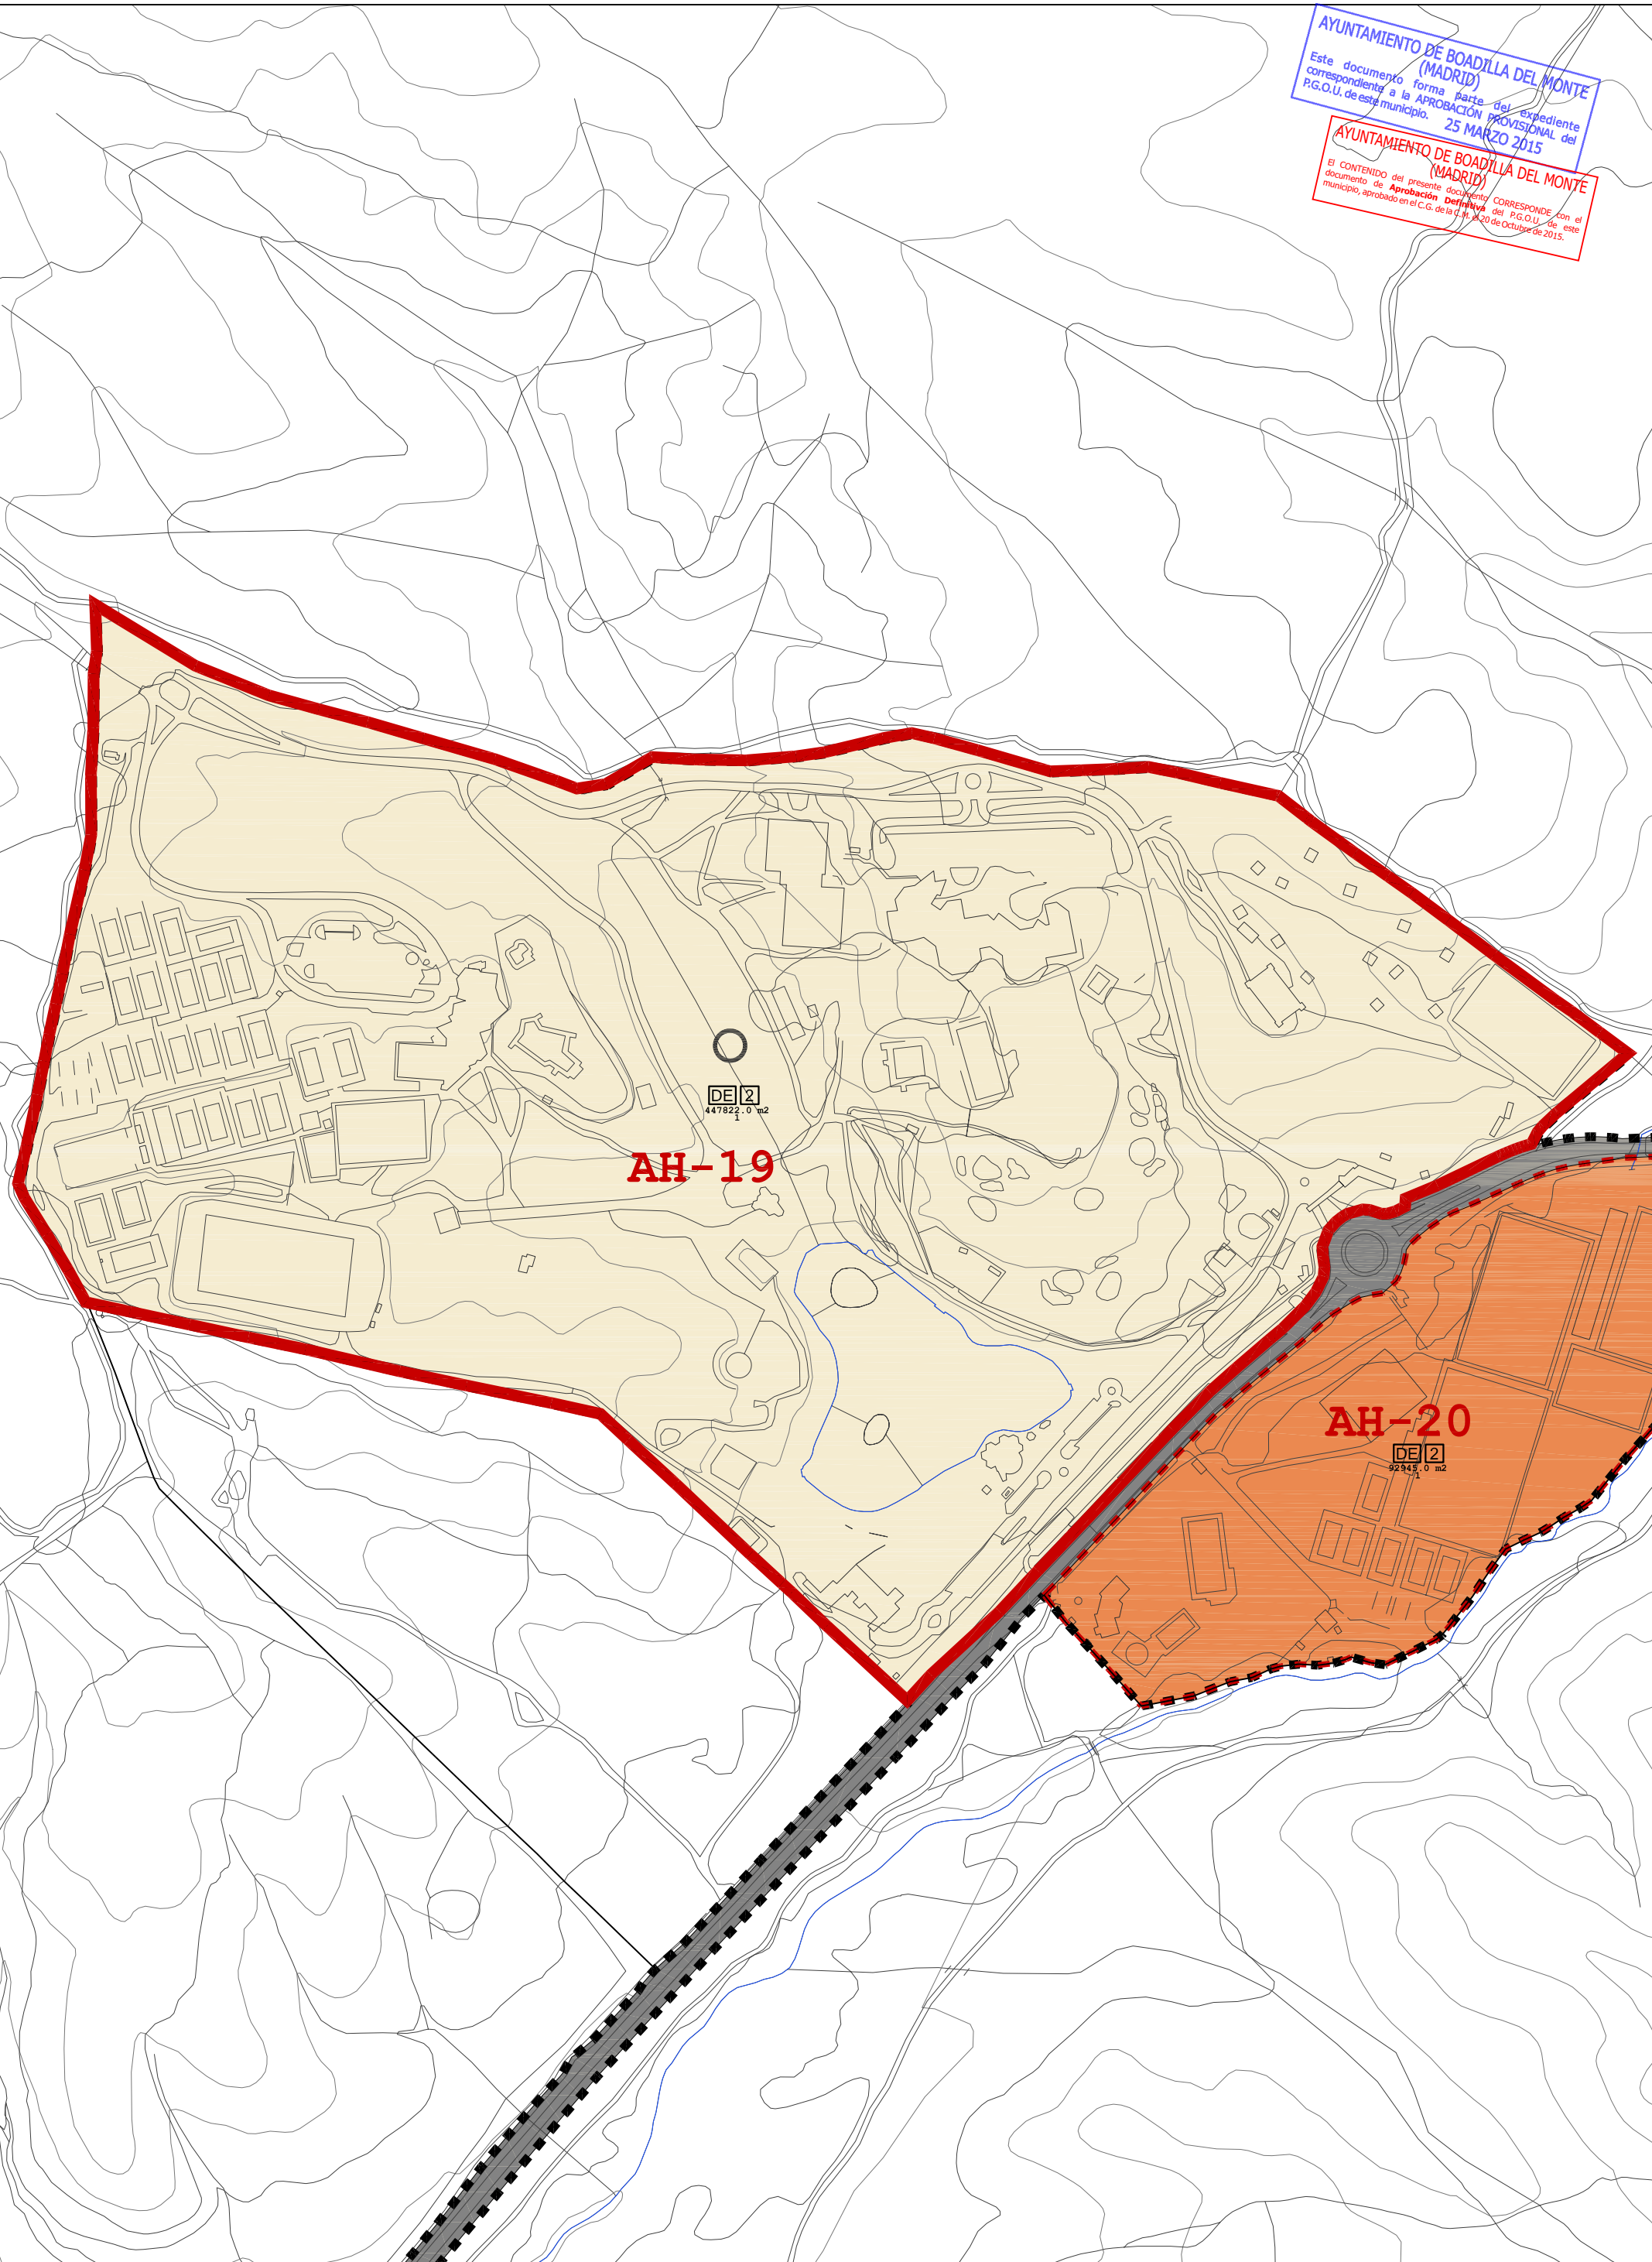 AYUNTAMIENTO DE BOADILLA DEL MONTE
(MADRID)
Este documento forma parte del expediente
correspondiente a la APROBACIÓN PROVISIONAL del
P.G.O.U. de este municipio. 25 MARZO 2015
AYUNTAMIENTO DE BOADILLA DEL MONTE
(MADRID)
El CONTENIDO del presente documento CORRESPONDE con el
documento de Aprobación Definitiva del P.G.O.U. de este
municipio, aprobado en el C.G. de la C.M. el 20 de Octubre de 2015.
DE 2
447822.0 m2
1
AH-19
AH-20
DE 2
92945.0 m2
1